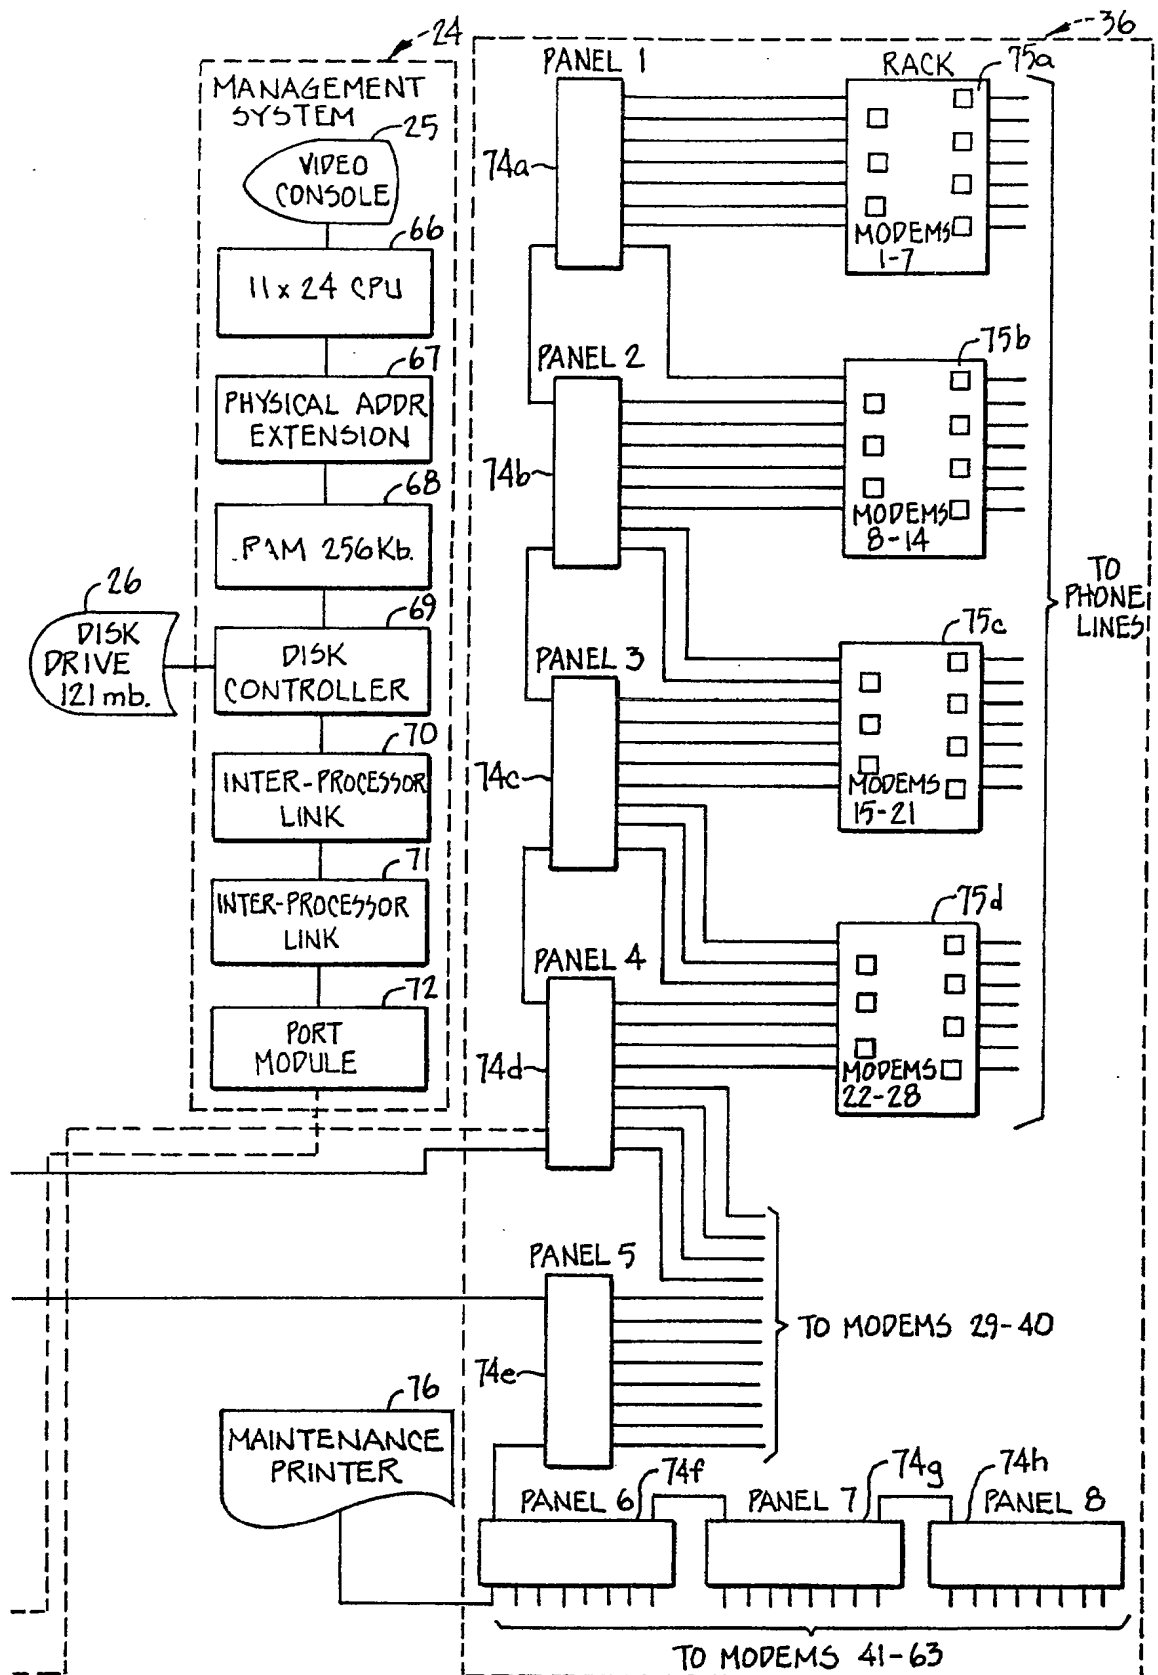 24
36
MANAGEMENT
SYSTEM
25
VIDEO
CONSOLE
66
11 x 24 CPU
67
PHYSICAL ADDR
EXTENSION
68
RAM 256Kb.
26
DISK
DRIVE
121 mb.
69
DISK
CONTROLLER
70
INTER-PROCESSOR
LINK
71
INTER-PROCESSOR
LINK
72
PORT
MODULE
PANEL 1
74a
RACK
75a
MODEMS
1-7
PANEL 2
74b
75b
MODEMS
8-14
PANEL 3
74c
75c
MODEMS
15-21
PANEL 4
74d
75d
MODEMS
22-28
TO
PHONE
LINES
PANEL 5
74e
TO MODEMS 29-40
76
MAINTENANCE
PRINTER
PANEL 6
74f
PANEL 7
74g
PANEL 8
74h
TO MODEMS 41-63